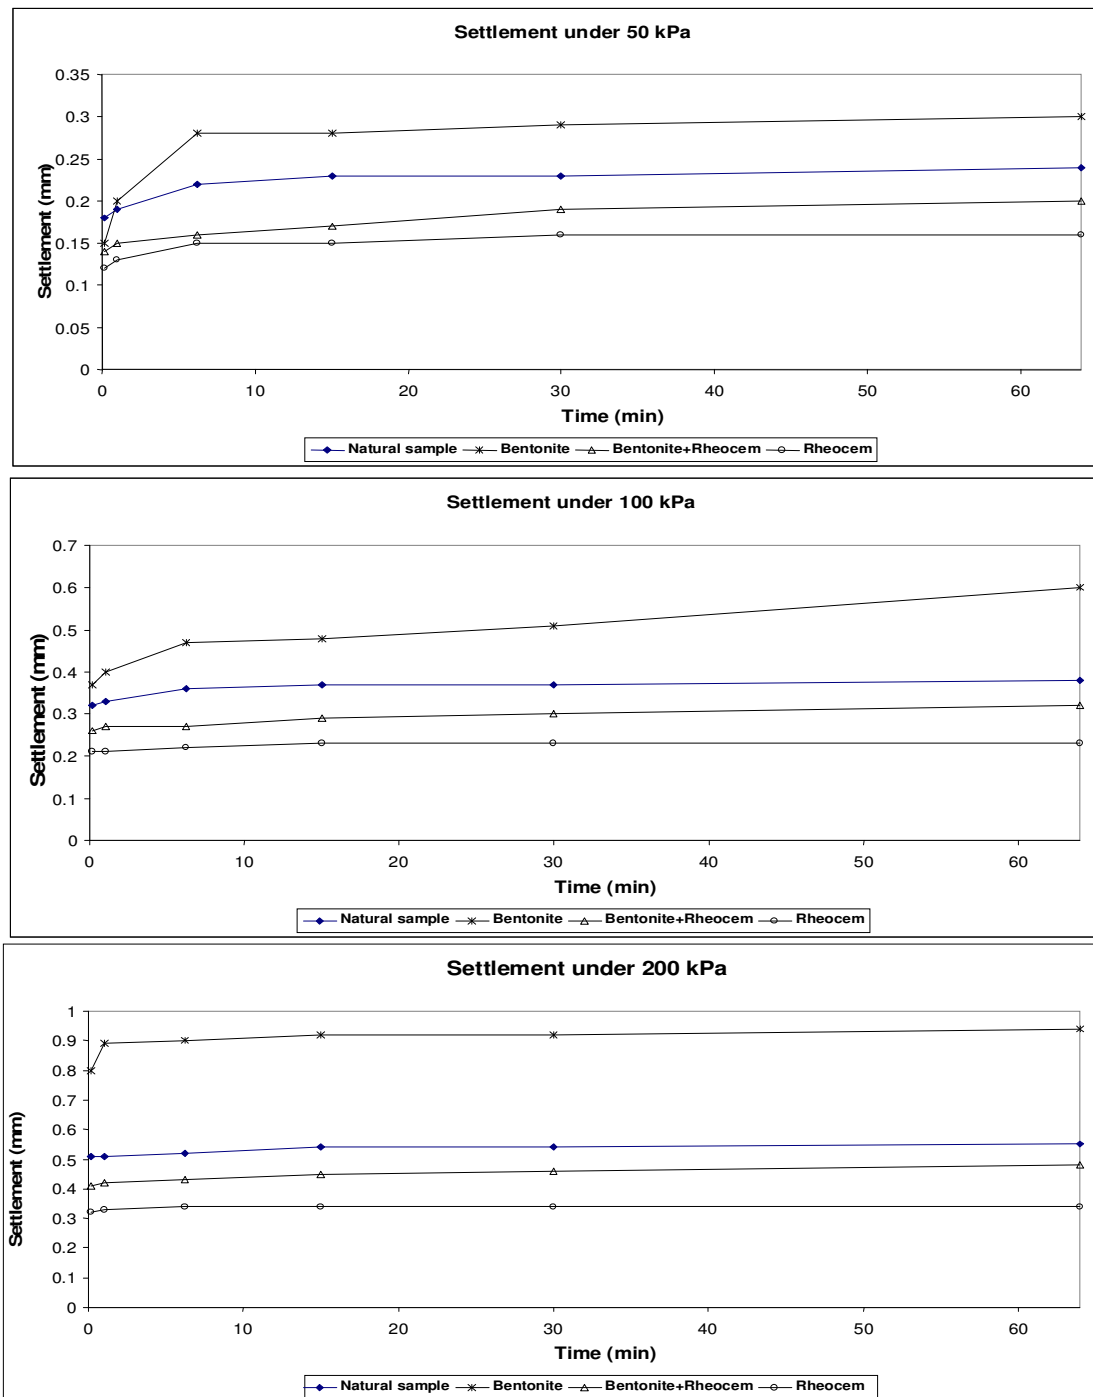 Settlement under 50 kPa
0.35
0.3
0.25
0.2
0.15
0.1
0.05
0
Settlement (mm)
0 10 20 30 40 50 60
Time (min)
Natural sample Bentonite Bentonite+Rheocem Rheocem
Settlement under 100 kPa
0.7
0.6
0.5
0.4
0.3
0.2
0.1
0
Settlement (mm)
0 10 20 30 40 50 60
Time (min)
Natural sample Bentonite Bentonite+Rheocem Rheocem
Settlement under 200 kPa
1
0.9
0.8
0.7
0.6
0.5
0.4
0.3
0.2
0.1
0
Settlement (mm)
0 10 20 30 40 50 60
Time (min)
Natural sample Bentonite Bentonite+Rheocem Rheocem